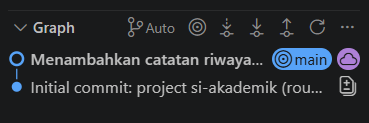 Graph Auto
Menambahkan catatan riwaya... main
Initial commit: project si-akademik (rou...